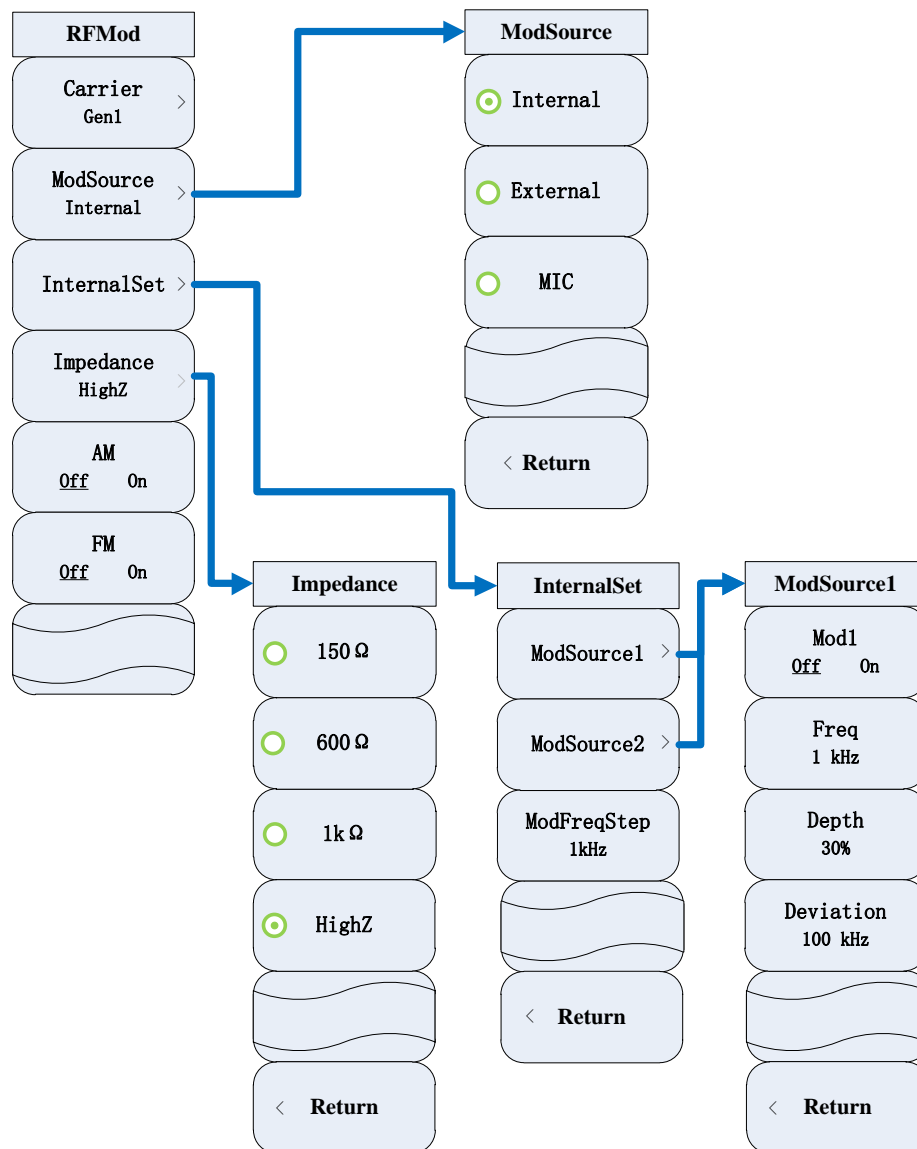 RFMod
Carrier
Gen1
ModSource
Internal
InternalSet
Impedance
HighZ
AM
Off On
FM
Off On
ModSource
Internal
External
MIC
Return
Impedance
150Ω
600Ω
1kΩ
HighZ
Return
InternalSet
ModSource1
ModSource2
ModFreqStep
1kHz
Return
ModSource1
Mod1
Off On
Freq
1 kHz
Depth
30%
Deviation
100 kHz
Return